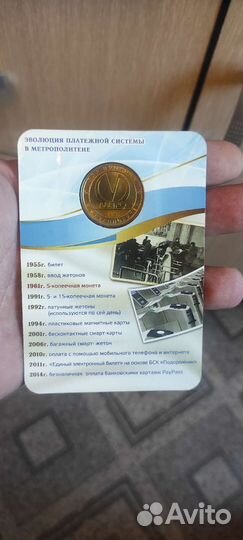 ЭВОЛЮЦИЯ ПЛАТЕЖНОЙ СИСТЕМЫ
В МЕТРОПОЛИТЕНЕ
1955г. билет
1958г. ввод жетонов
1961г. 5-копеечная монета
1991г. 5- и 15-копеечная монета
1992г. латунные жетоны
(используются по сей день)
1994г. пластиковые магнитные карты
2000г. бесконтактные смарт-карты
2006г. багажный смарт- жетон
2010г. оплата с помощью мобильного телефона и интернета
2011г. «Единый электронный билет» на основе БСК «Подорожник»
2014г. безналичная оплата банковскими картами PayPass
Avito